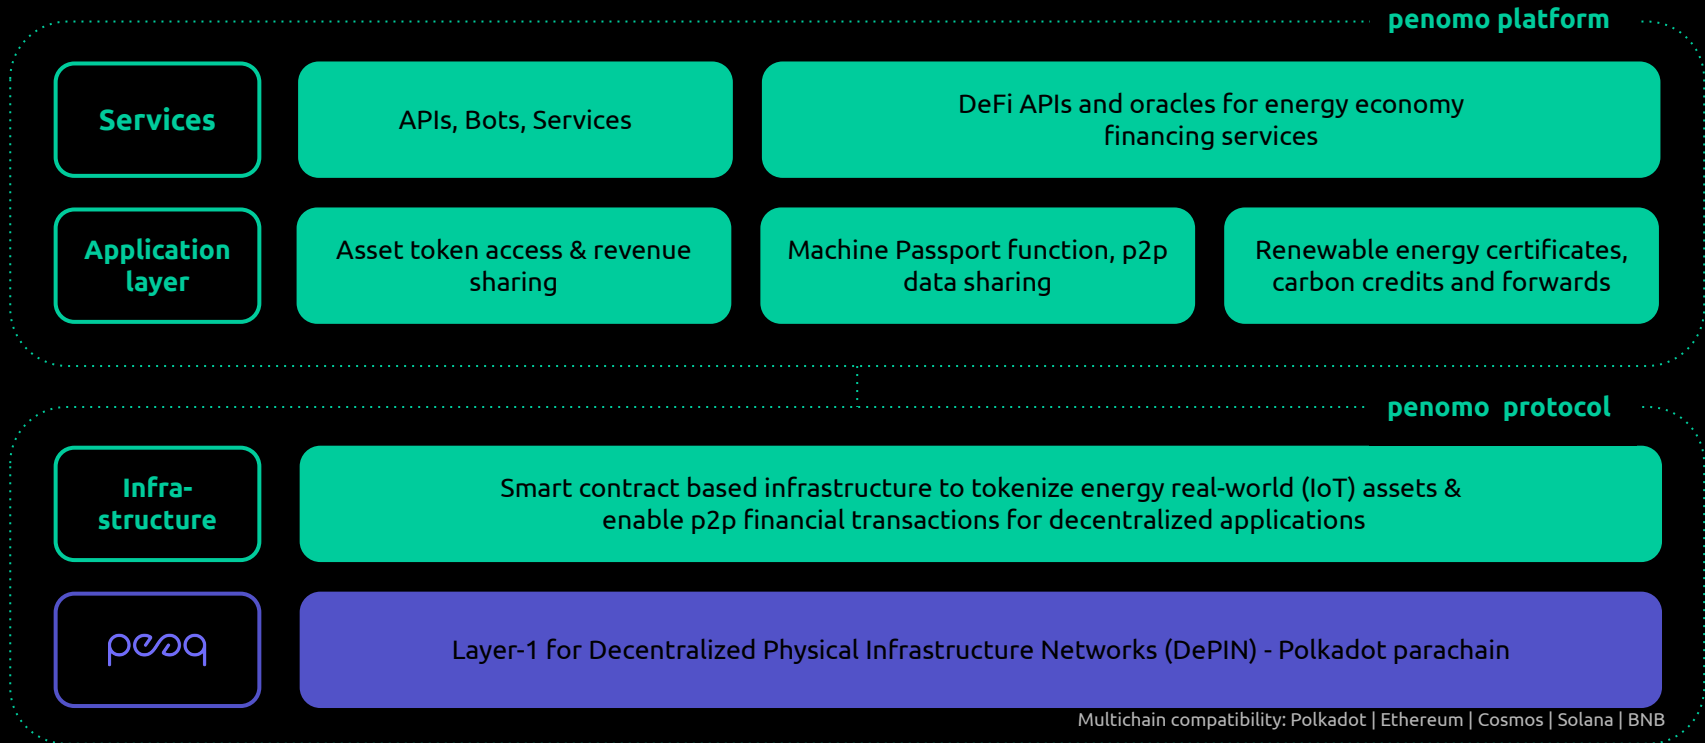 penomo platform
Services
APIs, Bots, Services
DeFi APIs and oracles for energy economy
financing services
Application
layer
Asset token access & revenue
sharing
Machine Passport function, p2p
data sharing
Renewable energy certificates,
carbon credits and forwards
penomo protocol
Infra-
structure
Smart contract based infrastructure to tokenize energy real-world (IoT) assets &
enable p2p financial transactions for decentralized applications
peaq
Layer-1 for Decentralized Physical Infrastructure Networks (DePIN) - Polkadot parachain
Multichain compatibility: Polkadot | Ethereum | Cosmos | Solana | BNB